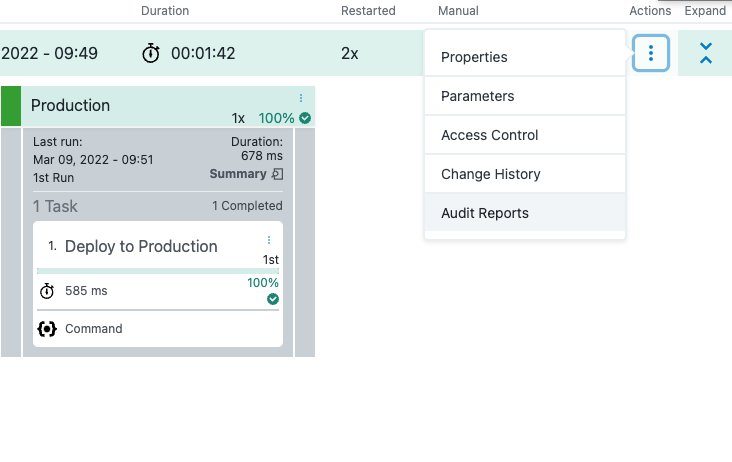 Duration Restarted Manual Actions Expand
2022 - 09:49 00:01:42 2x
Properties
Parameters
Access Control
Change History
Audit Reports
Production
1x 100%
Last run: Duration:
Mar 09, 2022 - 09:51 678 ms
1st Run Summary
1 Task 1 Completed
1. Deploy to Production
1st
585 ms 100%
Command